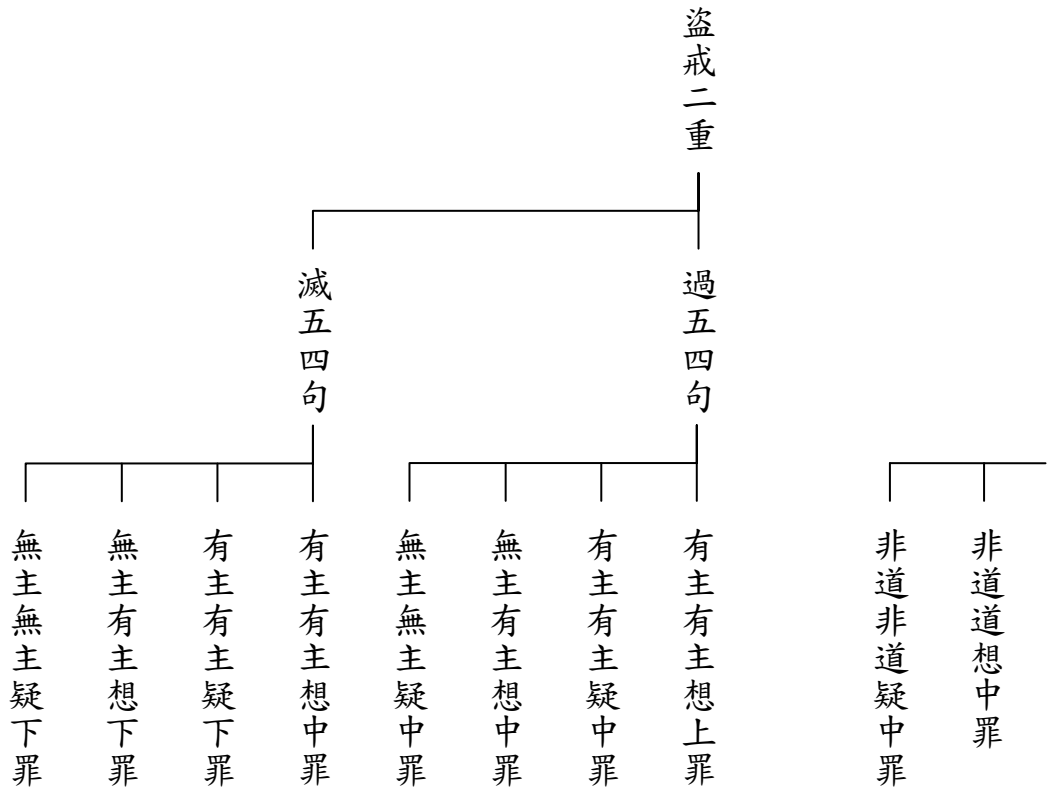 非道道想中罪
非道非道疑中罪
盜戒二重
過五四句
有主有主想上罪
有主有主疑中罪
無主有主想中罪
無主無主疑中罪
滅五四句
有主有主想中罪
有主有主疑下罪
無主有主想下罪
無主無主疑下罪